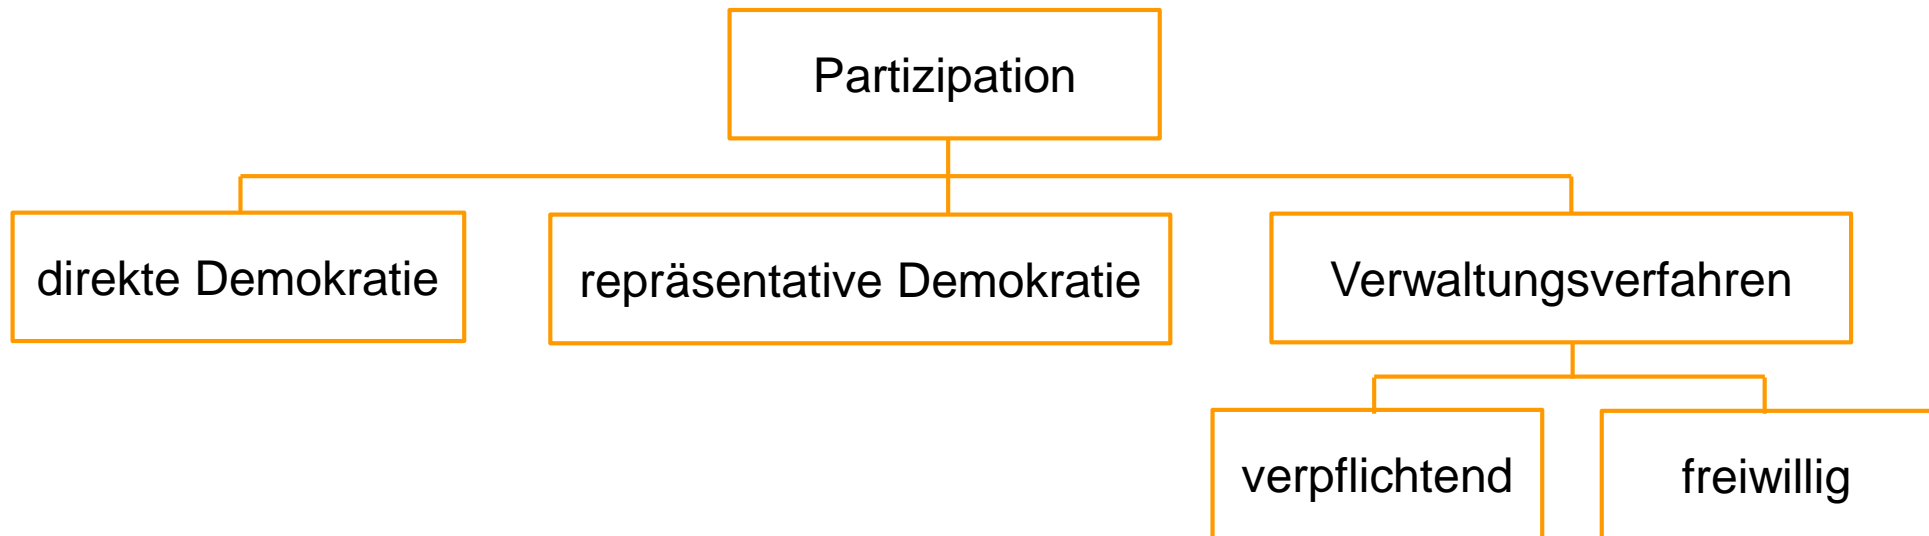 Partizipation
direkte Demokratie
repräsentative Demokratie
Verwaltungsverfahren
verpflichtend
freiwillig